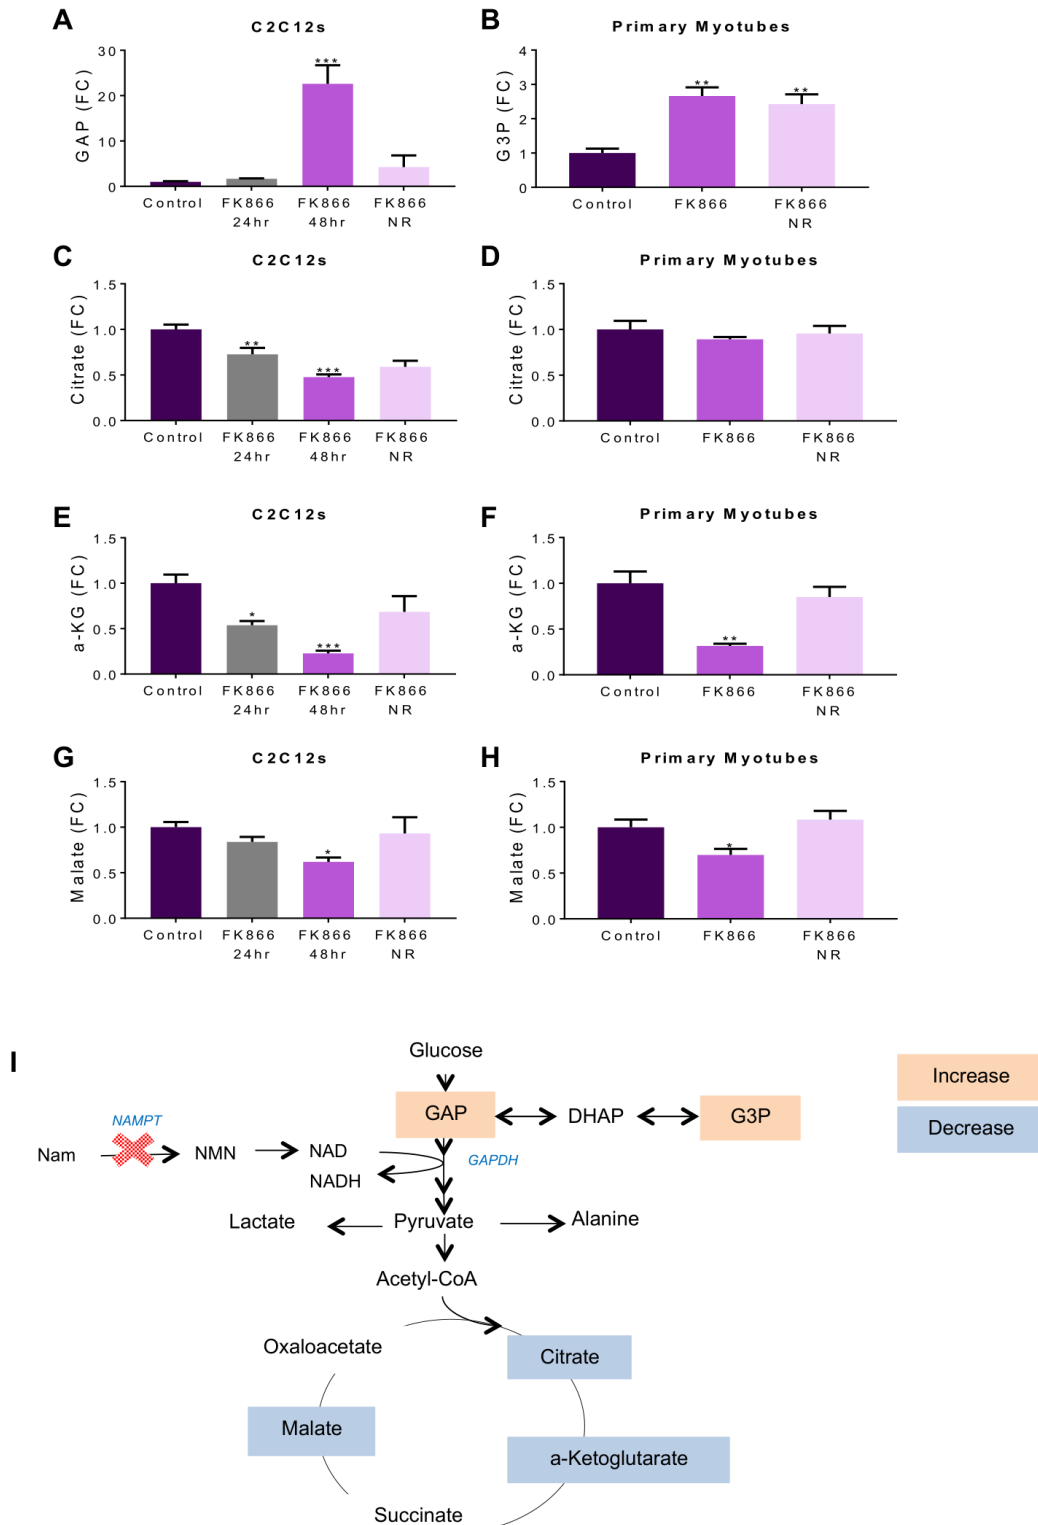 A
C2C12s
GAP (FC)
30
20
10
0
***
Control
FK866
24hr
FK866
48hr
FK866
NR
B
Primary Myotubes
G3P (FC)
4
3
2
1
0
**
**
Control
FK866
FK866
NR
C
C2C12s
Citrate (FC)
1.5
1.0
0.5
0.0
**
***
Control
FK866
24hr
FK866
48hr
FK866
NR
D
Primary Myotubes
Citrate (FC)
1.5
1.0
0.5
0.0
Control
FK866
FK866
NR
E
C2C12s
a-KG (FC)
1.5
1.0
0.5
0.0
*
***
Control
FK866
24hr
FK866
48hr
FK866
NR
F
Primary Myotubes
a-KG (FC)
1.5
1.0
0.5
0.0
**
Control
FK866
FK866
NR
G
C2C12s
Malate (FC)
1.5
1.0
0.5
0.0
*
Control
FK866
24hr
FK866
48hr
FK866
NR
H
Primary Myotubes
Malate (FC)
1.5
1.0
0.5
0.0
*
Control
FK866
FK866
NR
I
Glucose
Increase
Decrease
GAP
DHAP
G3P
NAMPT
Nam
NMN
NAD
NADH
GAPDH
Lactate
Pyruvate
Alanine
Acetyl-CoA
Oxaloacetate
Citrate
Malate
a-Ketoglutarate
Succinate